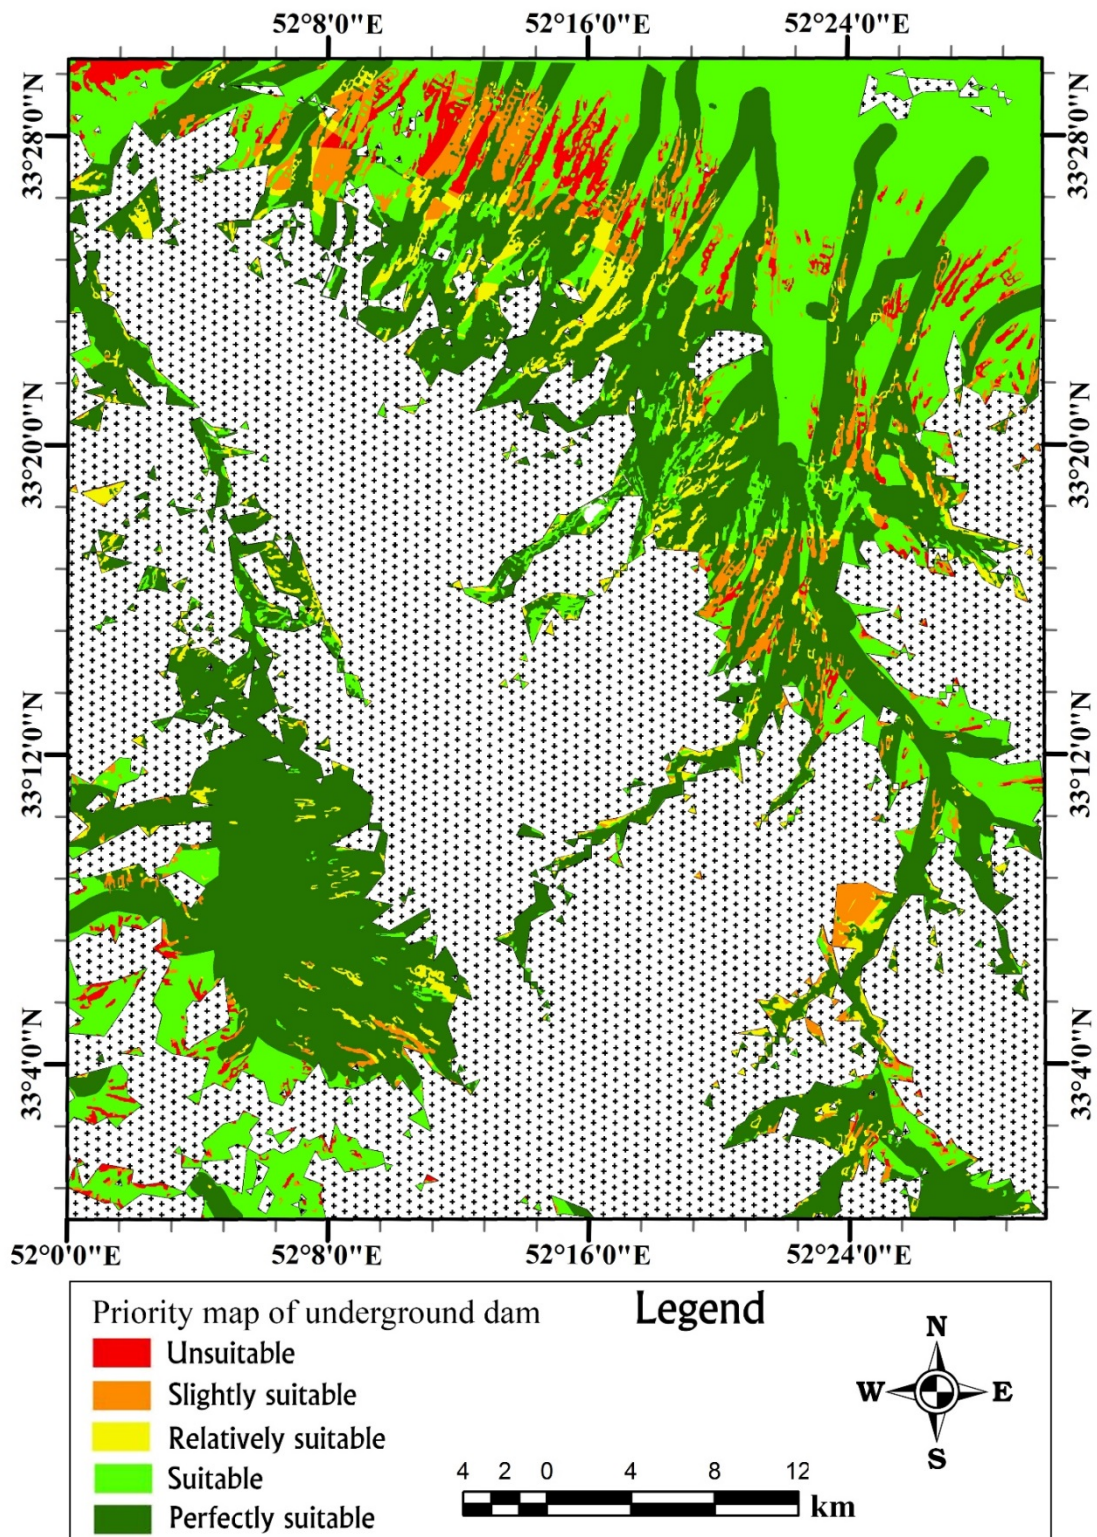 52°8'0"E 52°16'0"E 52°24'0"E
33°28'0"N 33°28'0"N
33°20'0"N 33°20'0"N
33°12'0"N 33°12'0"N
33°4'0"N 33°4'0"N
52°0'0"E 52°8'0"E 52°16'0"E 52°24'0"E
Legend
Priority map of underground dam
Unsuitable
Slightly suitable
Relatively suitable
Suitable
Perfectly suitable
N
W E
S
4 2 0 4 8 12
km